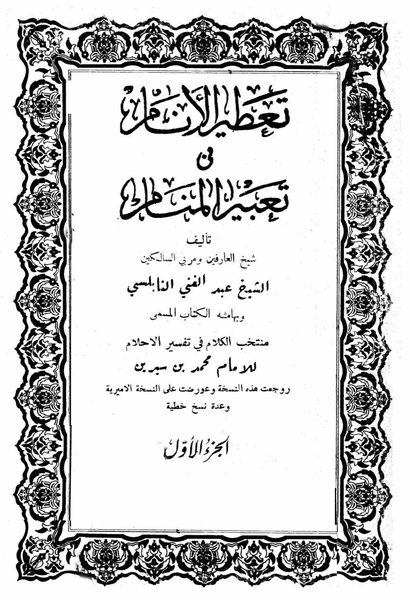 تعطير الأنام
في
تعبير المنام
تأليف
شيخ العارفين ومربي السالكين
الشيخ عبد الغني النابلسي
وبهامشه الكتاب المسمى
منتخب الكلام في تفسير الاحلام
للامام محمد بن سيرين
روجعت هذه النسخة وعورضت على النسخة الاميرية
وعدة نسخ خطية
الجزء الأول